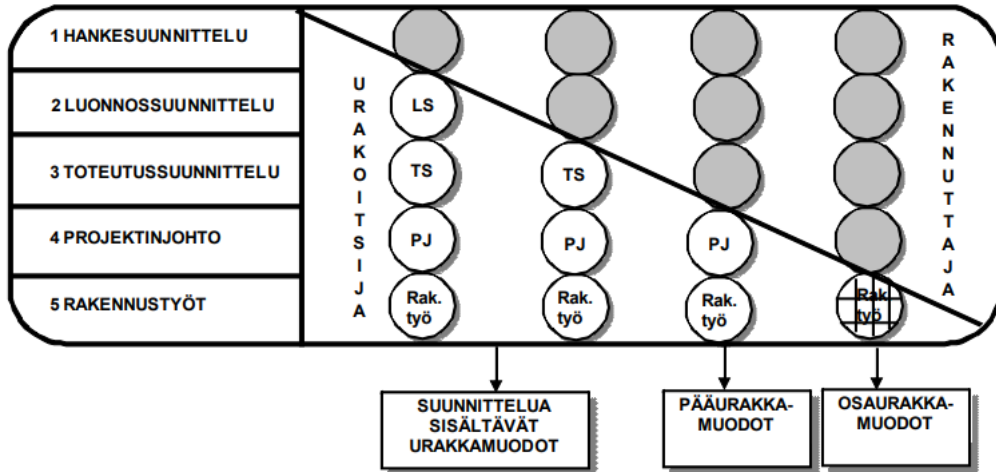 1 HANKESUUNNITTELU
2 LUONNOSSUUNNITTELU
3 TOTEUTUSSUUNNITTELU
4 PROJEKTINJOHTO
5 RAKENNUSTYÖT
URAKOITSIJA
LS
TS
TS
PJ
PJ
PJ
Rak.
työ
Rak.
työ
Rak.
työ
Rak
työ
RAKENNUTTAJA
SUUNNITTELUA
SISÄLTÄVÄT
URAKKAMUODOT
PÄÄURAKKA-
MUODOT
OSAURAKKA-
MUODOT